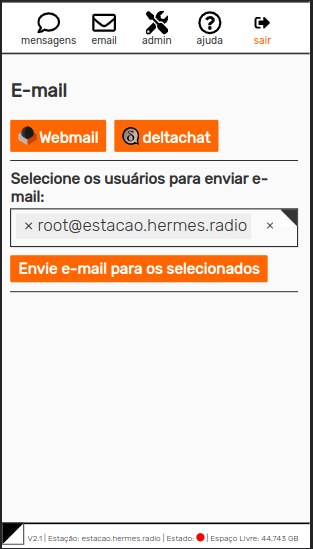 mensagens email admin ajuda sair
E-mail
Webmail deltachat
Selecione os usuários para enviar e-
mail:
× root@estacao.hermes.radio ×
Envie e-mail para os selecionados
V2.1 | Estação: estacao.hermes.radio | Estado: | Espaço Livre: 44.743 GB